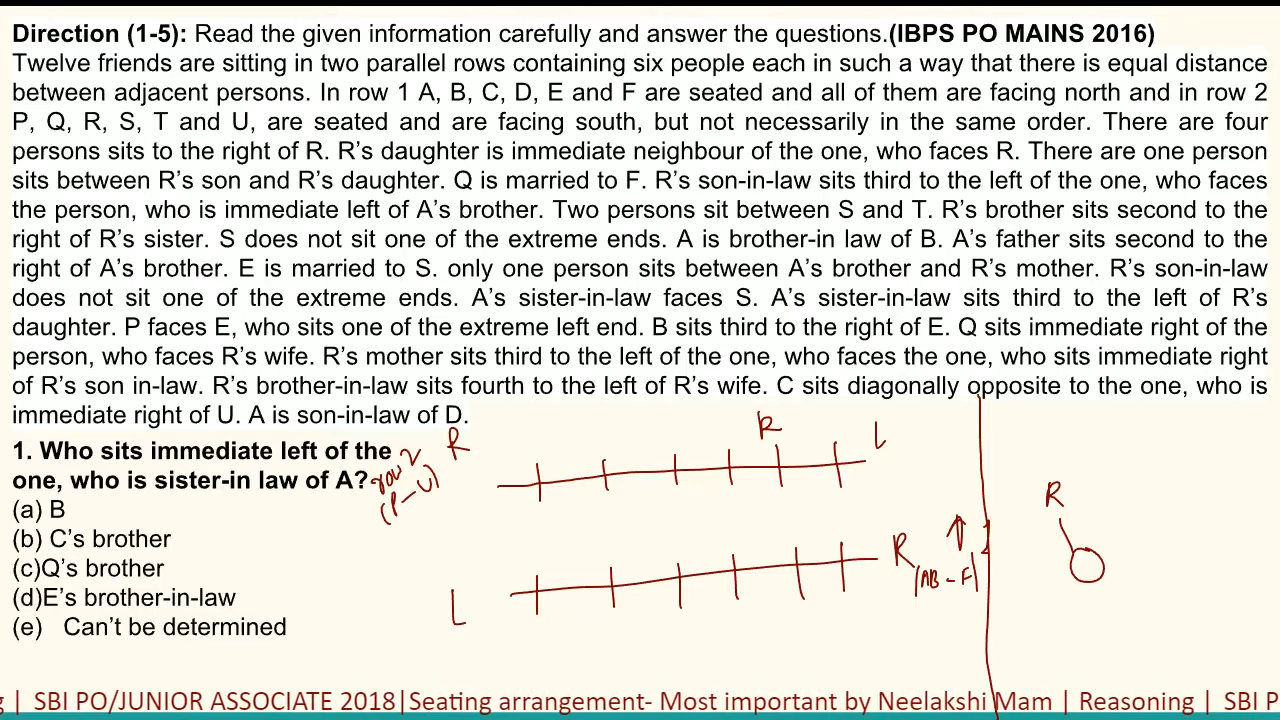 Direction (1-5): Read the given information carefully and answer the questions.(IBPS PO MAINS 2016)
Twelve friends are sitting in two parallel rows containing six people each in such a way that there is equal distance
between adjacent persons. In row 1 A, B, C, D, E and F are seated and all of them are facing north and in row 2
P, Q, R, S, T and U, are seated and are facing south, but not necessarily in the same order. There are four
persons sits to the right of R. R's daughter is immediate neighbour of the one, who faces R. There are one person
sits between R's son and R's daughter. Q is married to F. R's son-in-law sits third to the left of the one, who faces
the person, who is immediate left of A's brother. Two persons sit between S and T. R's brother sits second to the
right of R's sister. S does not sit one of the extreme ends. A is brother-in law of B. A's father sits second to the
right of A's brother. E is married to S. only one person sits between A's brother and R's mother. R's son-in-law
does not sit one of the extreme ends. A's sister-in-law faces S. A's sister-in-law sits third to the left of R's
daughter. P faces E, who sits one of the extreme left end. B sits third to the right of E. Q sits immediate right of the
person, who faces R's wife. R's mother sits third to the left of the one, who faces the one, who sits immediate right
of R's son in-law. R's brother-in-law sits fourth to the left of R's wife. C sits diagonally opposite to the one, who is
immediate right of U. A is son-in-law of D.
1. Who sits immediate left of the
one, who is sister-in law of A?
(a) B
(b) C's brother
(c)Q's brother
(d)E's brother-in-law
(e) Can't be determined
R
row 2
(P-U)
R
L
L
R
(AB-F)
R
| SBI PO/JUNIOR ASSOCIATE 2018|Seating arrangement- Most important by Neelakshi Mam | Reasoning | SBI P